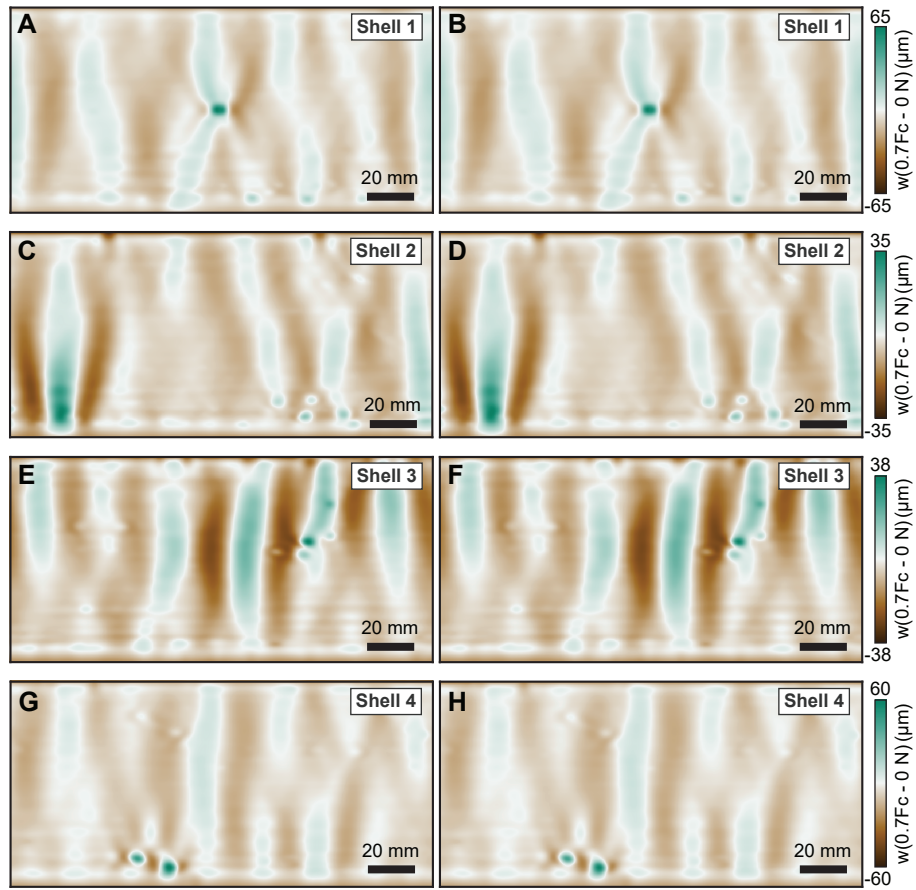 A
Shell 1
20 mm
B
Shell 1
20 mm
65
w(0.7Fc - 0 N) (µm)
-65
C
Shell 2
20 mm
D
Shell 2
20 mm
35
w(0.7Fc - 0 N) (µm)
-35
E
Shell 3
20 mm
F
Shell 3
20 mm
38
w(0.7Fc - 0 N) (µm)
-38
G
Shell 4
20 mm
H
Shell 4
20 mm
60
w(0.7Fc - 0 N) (µm)
-60